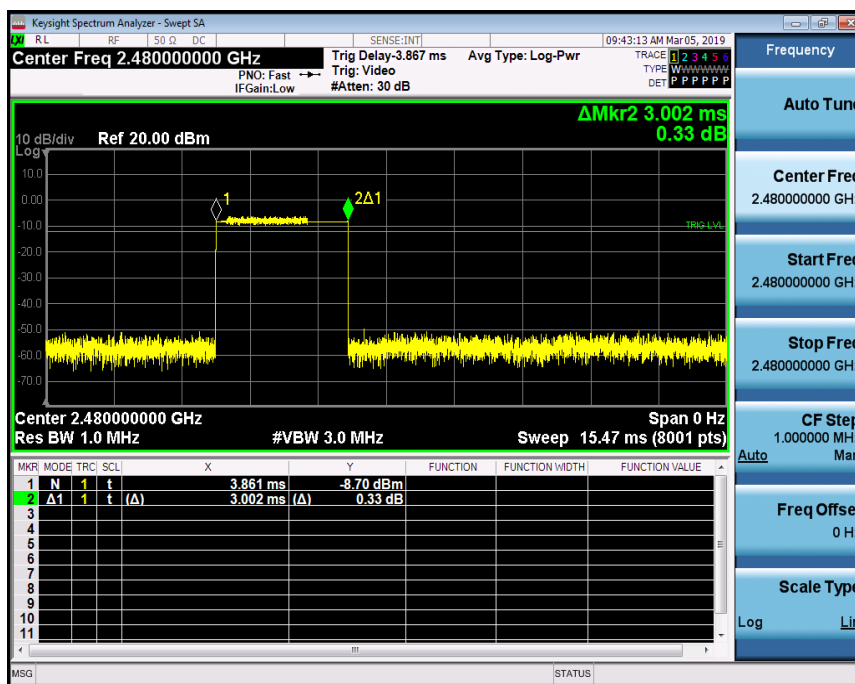 Keysight Spectrum Analyzer - Swept SA
LXI RL RF 50 Ω DC SENSE:INT 09:43:13 AM Mar 05, 2019
Center Freq 2.480000000 GHz
PNO: Fast
IFGain:Low
Trig Delay-3.867 ms
Trig: Video
#Atten: 30 dB
Avg Type: Log-Pwr
TRACE 1 2 3 4 5 6
TYPE WWWWWW
DET P P P P P P
ΔMkr2 3.002 ms
0.33 dB
10 dB/div Ref 20.00 dBm
Log
10.0
0.00
-10.0
-20.0
-30.0
-40.0
-50.0
-60.0
-70.0
1
2Δ1
TRIG LVL
Center 2.480000000 GHz Span 0 Hz
Res BW 1.0 MHz #VBW 3.0 MHz Sweep 15.47 ms (8001 pts)
MKR MODE TRC SCL X Y FUNCTION FUNCTION WIDTH FUNCTION VALUE
1 N 1 t 3.861 ms -8.70 dBm
2 Δ1 1 t (Δ) 3.002 ms (Δ) 0.33 dB
3
4
5
6
7
8
9
10
11
MSG STATUS
Frequency
Auto Tune
Center Freq
2.480000000 GHz
Start Freq
2.480000000 GHz
Stop Freq
2.480000000 GHz
CF Step
1.000000 MH
Auto Man
Freq Offset
0 Hz
Scale Type
Log Lin